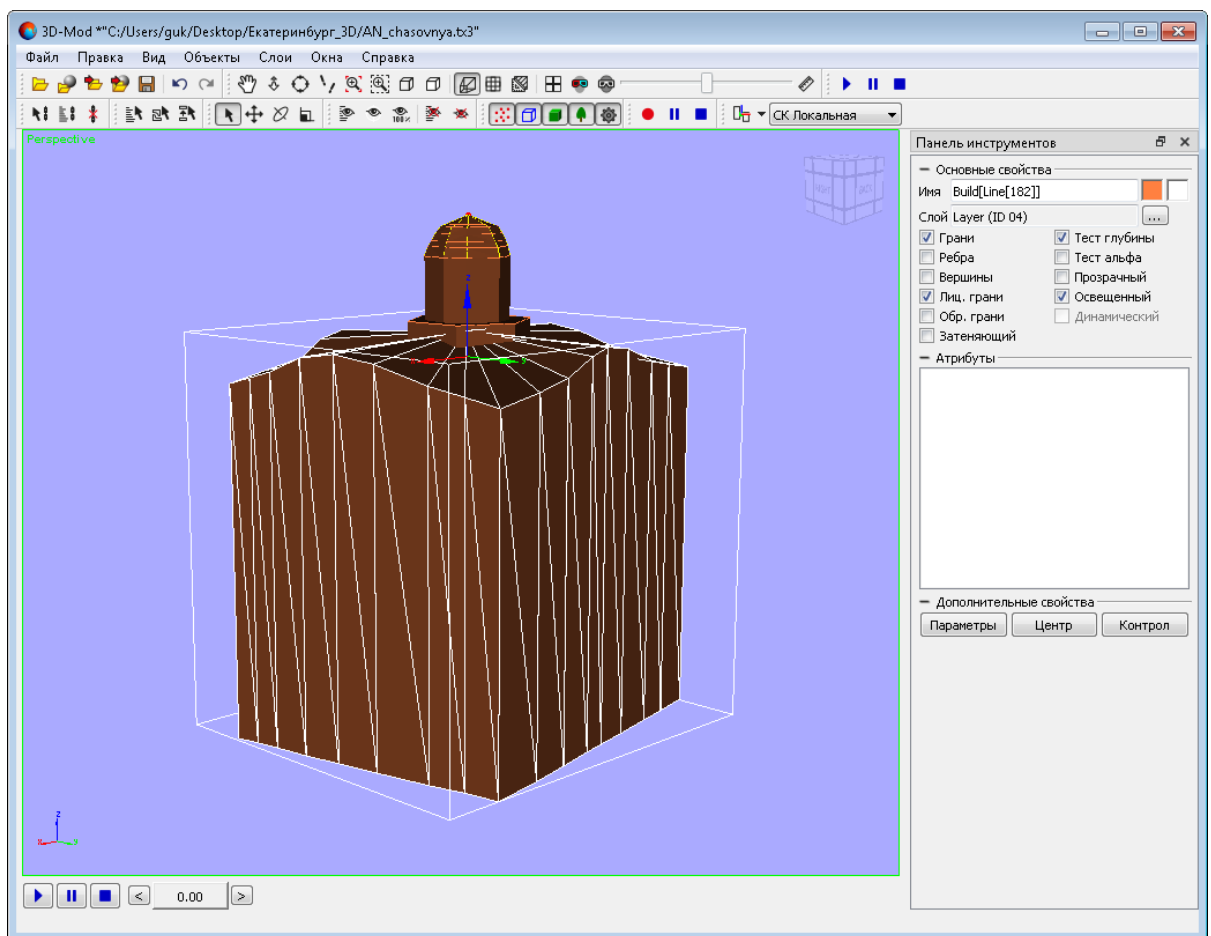 3D-Mod *"C:/Users/guk/Desktop/Екатеринбург_3D/AN_chasovnya.tx3"
Файл Правка Вид Объекты Слои Окна Справка
100% СК Локальная
Perspective
Панель инструментов
Основные свойства
Имя Build[Line[182]]
Слой Layer (ID 04) ...
Грани Тест глубины
Ребра Тест альфа
Вершины Прозрачный
Лиц. грани Освещенный
Обр. грани Динамический
Затеняющий
Атрибуты
Дополнительные свойства
Параметры Центр Контрол
z
x y
z
x y
< 0.00 >